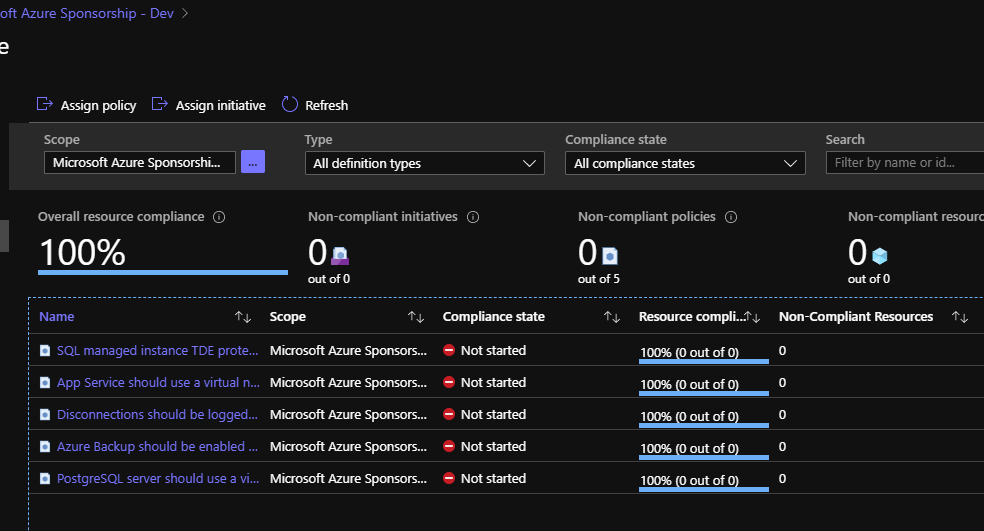 oft Azure Sponsorship - Dev >
e
Assign policy Assign initiative Refresh
Scope Type Compliance state Search
Microsoft Azure Sponsorshi... ... All definition types All compliance states Filter by name or id...
Overall resource compliance Non-compliant initiatives Non-compliant policies Non-compliant resourc
100% 0 0 0
out of 0 out of 5 out of 0
Name Scope Compliance state Resource compli... Non-Compliant Resources
SQL managed instance TDE prote... Microsoft Azure Sponsors... Not started 100% (0 out of 0) 0
App Service should use a virtual n... Microsoft Azure Sponsors... Not started 100% (0 out of 0) 0
Disconnections should be logged... Microsoft Azure Sponsors... Not started 100% (0 out of 0) 0
Azure Backup should be enabled ... Microsoft Azure Sponsors... Not started 100% (0 out of 0) 0
PostgreSQL server should use a vi... Microsoft Azure Sponsors... Not started 100% (0 out of 0) 0